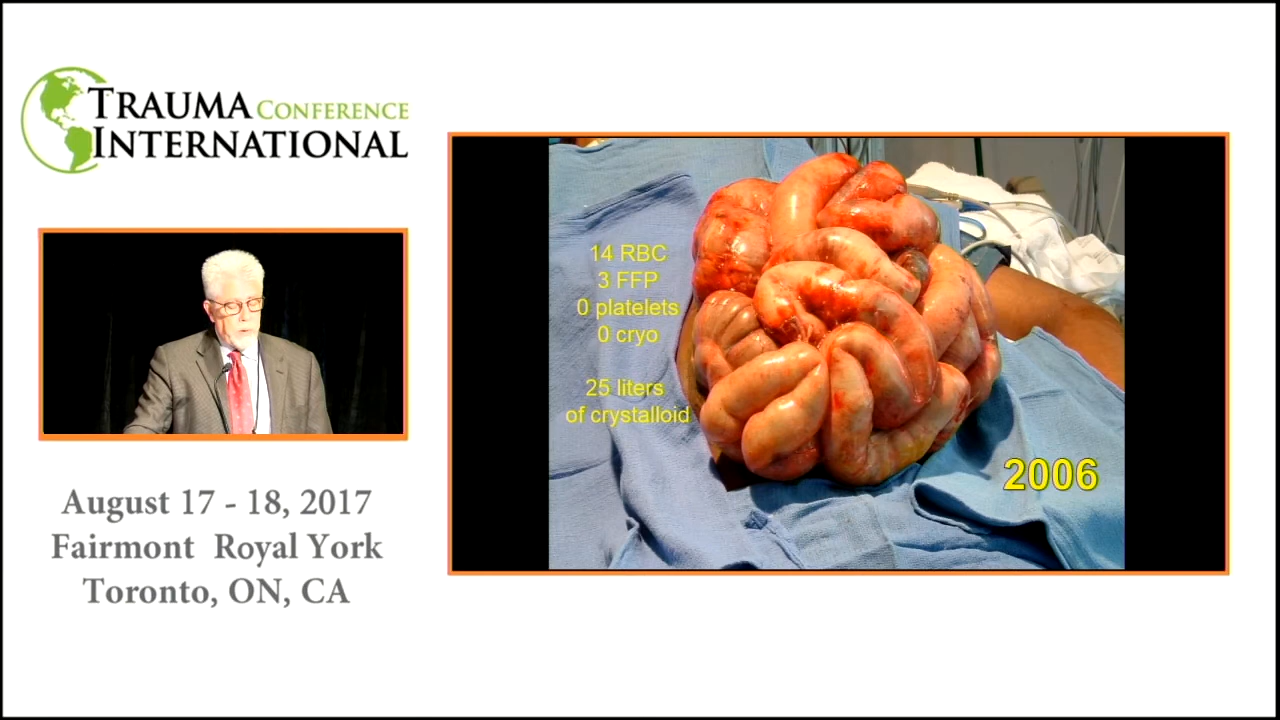 TRAUMA CONFERENCE
INTERNATIONAL
14 RBC
3 FFP
0 platelets
0 cryo
25 liters
of crystalloid
2006
August 17 - 18, 2017
Fairmont Royal York
Toronto, ON, CA